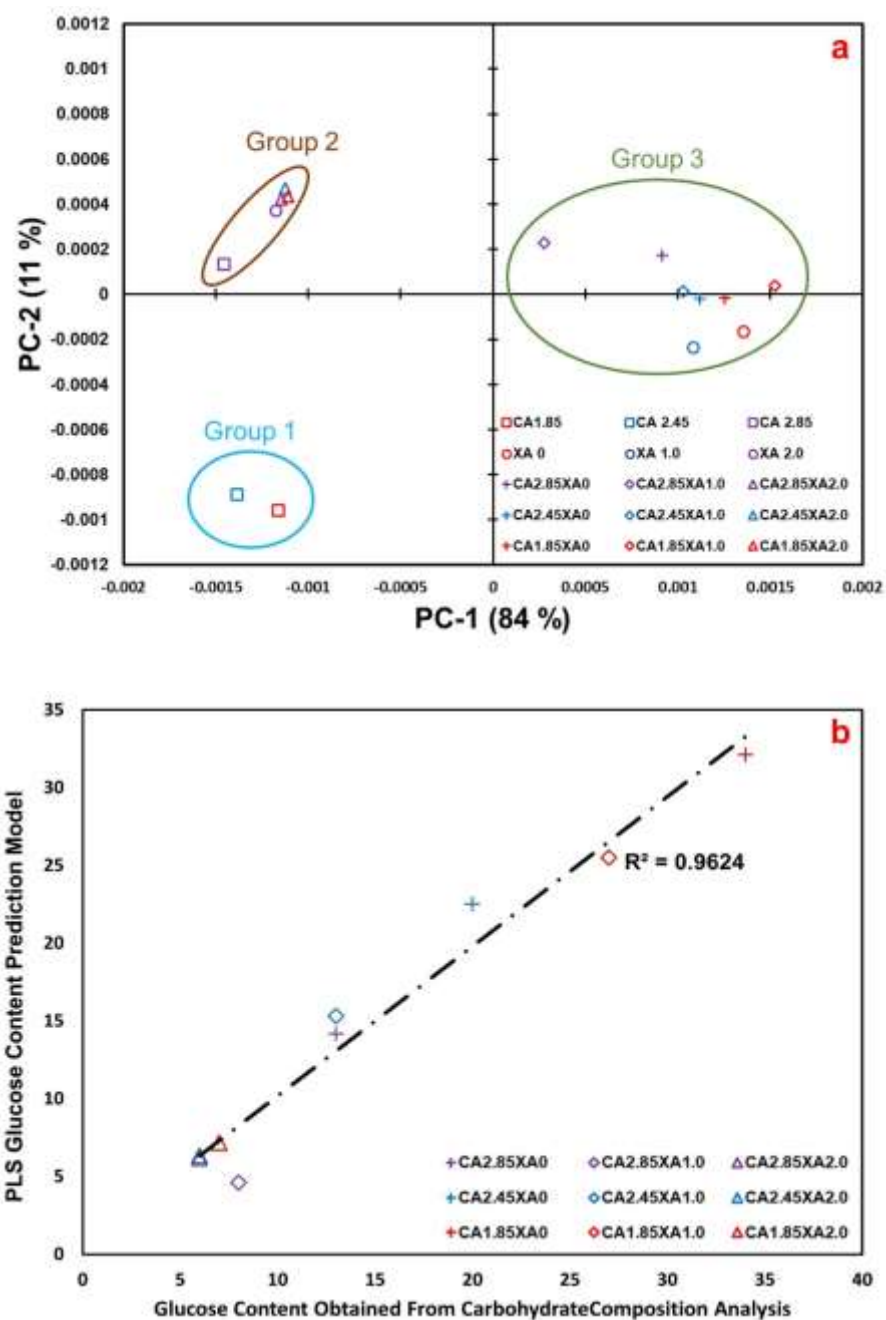 a
0.0012
0.001
0.0008
0.0006
0.0004
0.0002
0
-0.0002
-0.0004
-0.0006
-0.0008
-0.001
-0.0012
PC-2 (11 %)
Group 2
Group 3
Group 1
CA1.85 CA 2.45 CA 2.85
XA 0 XA 1.0 XA 2.0
CA2.85XA0 CA2.85XA1.0 CA2.85XA2.0
CA2.45XA0 CA2.45XA1.0 CA2.45XA2.0
CA1.85XA0 CA1.85XA1.0 CA1.85XA2.0
-0.002 -0.0015 -0.001 -0.0005 0 0.0005 0.001 0.0015 0.002
PC-1 (84 %)
b
35
30
25
20
15
10
5
0
PLS Glucose Content Prediction Model
R² = 0.9624
CA2.85XA0 CA2.85XA1.0 CA2.85XA2.0
CA2.45XA0 CA2.45XA1.0 CA2.45XA2.0
CA1.85XA0 CA1.85XA1.0 CA1.85XA2.0
0 5 10 15 20 25 30 35 40
Glucose Content Obtained From CarbohydrateComposition Analysis